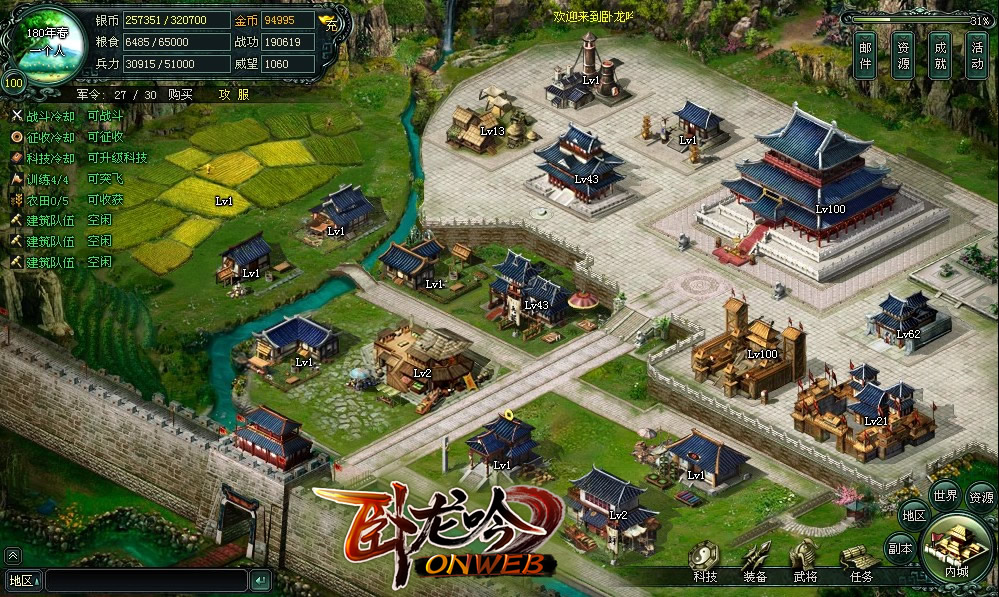 180年春
一个人
100
银币 257351 / 320700 金币 94995 充
粮食 6485 / 65000 战功 190619
兵力 30915 / 51000 威望 1060
军令: 27 / 30 购买 攻 服
欢迎来到卧龙吟
31%
邮件
资源
成就
活动
战斗冷却 可战斗
征收冷却 可征收
科技冷却 可升级科技
训练4/4 可突飞
农田0/5 可收获
建筑队伍 空闲
建筑队伍 空闲
建筑队伍 空闲
Lv1
Lv13
Lv1
Lv43
Lv100
Lv1
Lv1
Lv1
Lv1
Lv43
Lv62
Lv100
Lv1
Lv2
Lv21
Lv1
Lv1
Lv2
卧龙吟
ONWEB
世界
资源
地区
副本
内城
科技
装备
武将
任务
地区